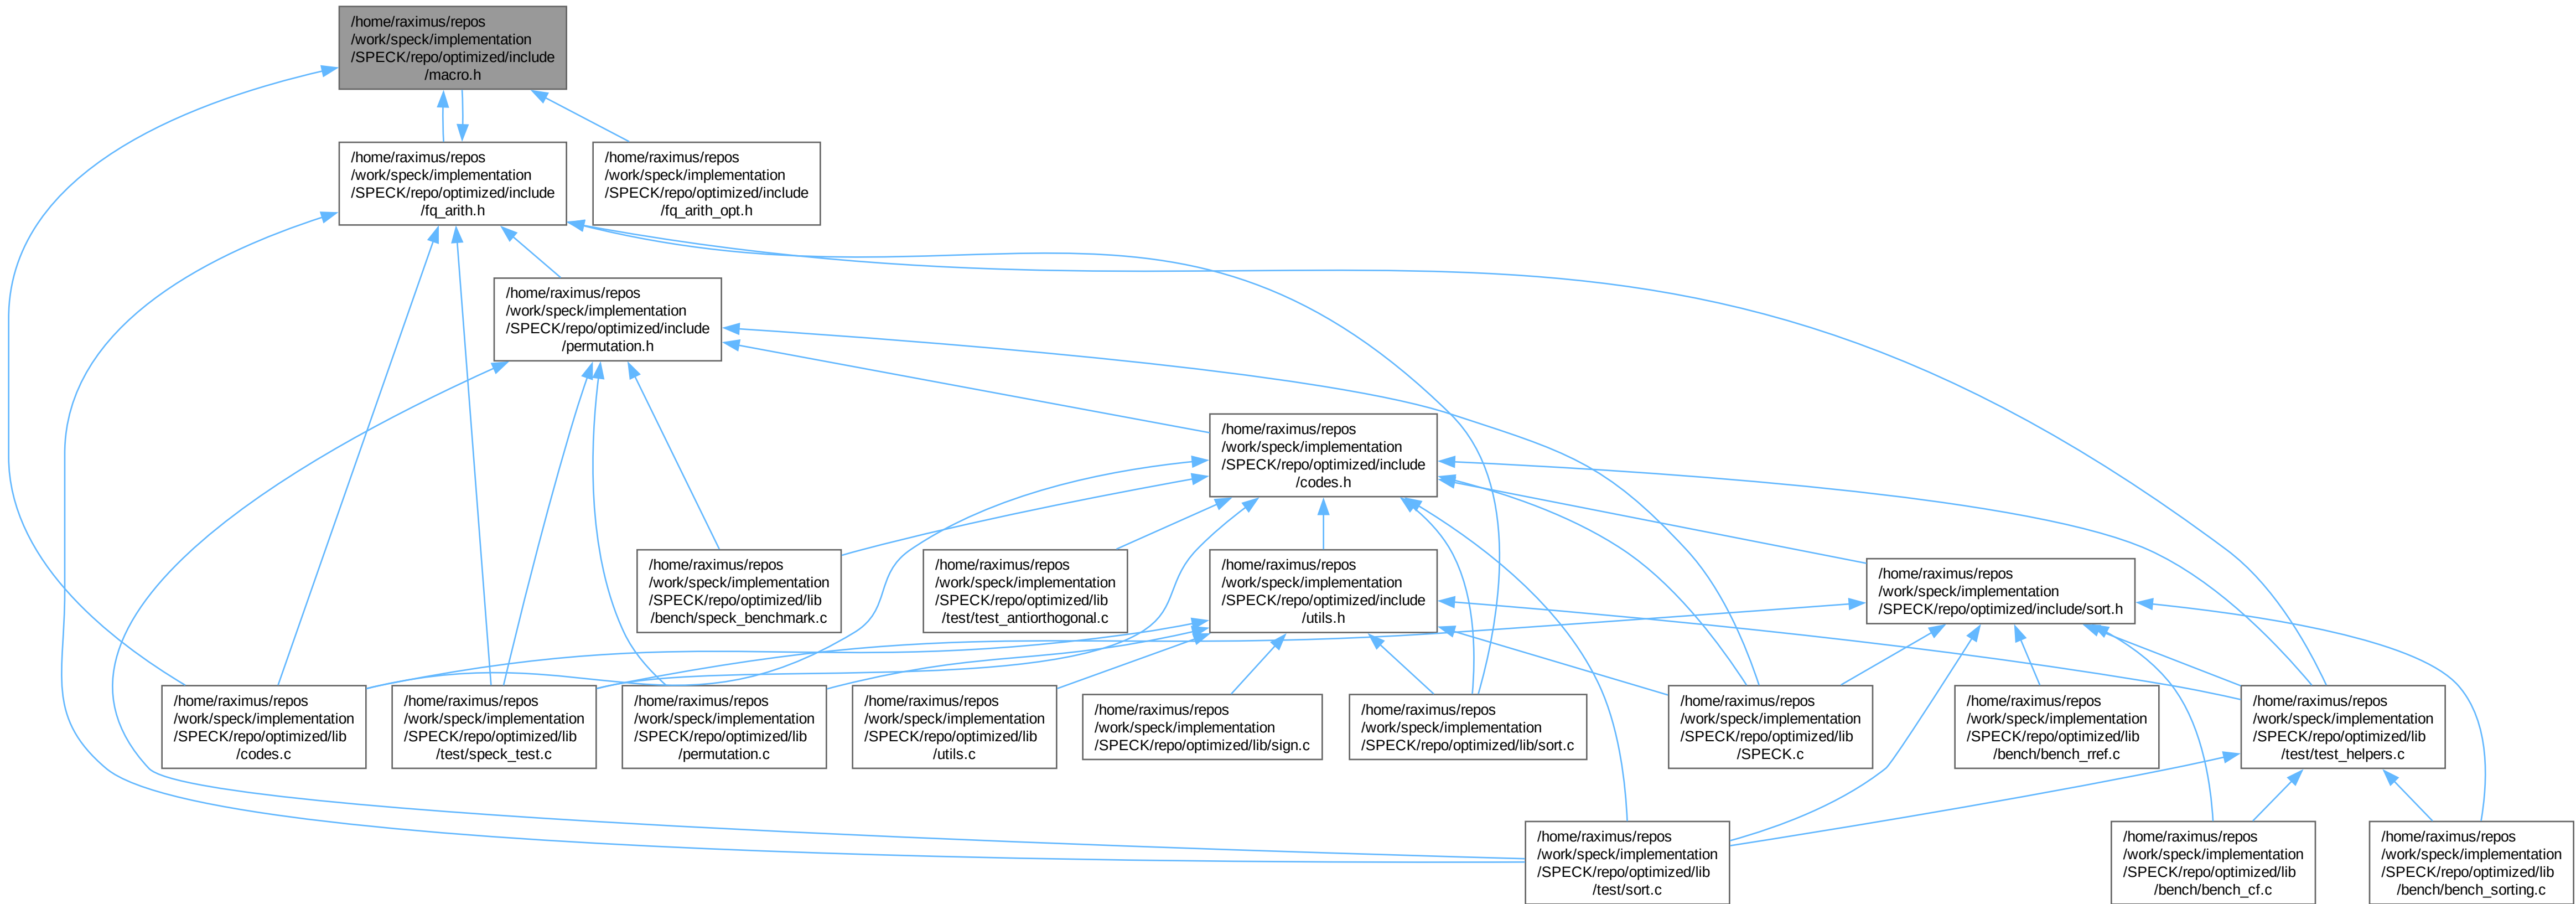 /home/raximus/repos
/work/speck/implementation
/SPECK/repo/optimized/include
/macro.h
/home/raximus/repos
/work/speck/implementation
/SPECK/repo/optimized/include
/fq_arith.h
/home/raximus/repos
/work/speck/implementation
/SPECK/repo/optimized/include
/fq_arith_opt.h
/home/raximus/repos
/work/speck/implementation
/SPECK/repo/optimized/include
/permutation.h
/home/raximus/repos
/work/speck/implementation
/SPECK/repo/optimized/include
/codes.h
/home/raximus/repos
/work/speck/implementation
/SPECK/repo/optimized/lib
/bench/speck_benchmark.c
/home/raximus/repos
/work/speck/implementation
/SPECK/repo/optimized/lib
/test/test_antiorthogonal.c
/home/raximus/repos
/work/speck/implementation
/SPECK/repo/optimized/include
/utils.h
/home/raximus/repos
/work/speck/implementation
/SPECK/repo/optimized/include/sort.h
/home/raximus/repos
/work/speck/implementation
/SPECK/repo/optimized/lib
/codes.c
/home/raximus/repos
/work/speck/implementation
/SPECK/repo/optimized/lib
/test/speck_test.c
/home/raximus/repos
/work/speck/implementation
/SPECK/repo/optimized/lib
/permutation.c
/home/raximus/repos
/work/speck/implementation
/SPECK/repo/optimized/lib
/utils.c
/home/raximus/repos
/work/speck/implementation
/SPECK/repo/optimized/lib/sign.c
/home/raximus/repos
/work/speck/implementation
/SPECK/repo/optimized/lib/sort.c
/home/raximus/repos
/work/speck/implementation
/SPECK/repo/optimized/lib
/SPECK.c
/home/raximus/repos
/work/speck/implementation
/SPECK/repo/optimized/lib
/bench/bench_rref.c
/home/raximus/repos
/work/speck/implementation
/SPECK/repo/optimized/lib
/test/test_helpers.c
/home/raximus/repos
/work/speck/implementation
/SPECK/repo/optimized/lib
/test/sort.c
/home/raximus/repos
/work/speck/implementation
/SPECK/repo/optimized/lib
/bench/bench_cf.c
/home/raximus/repos
/work/speck/implementation
/SPECK/repo/optimized/lib
/bench/bench_sorting.c